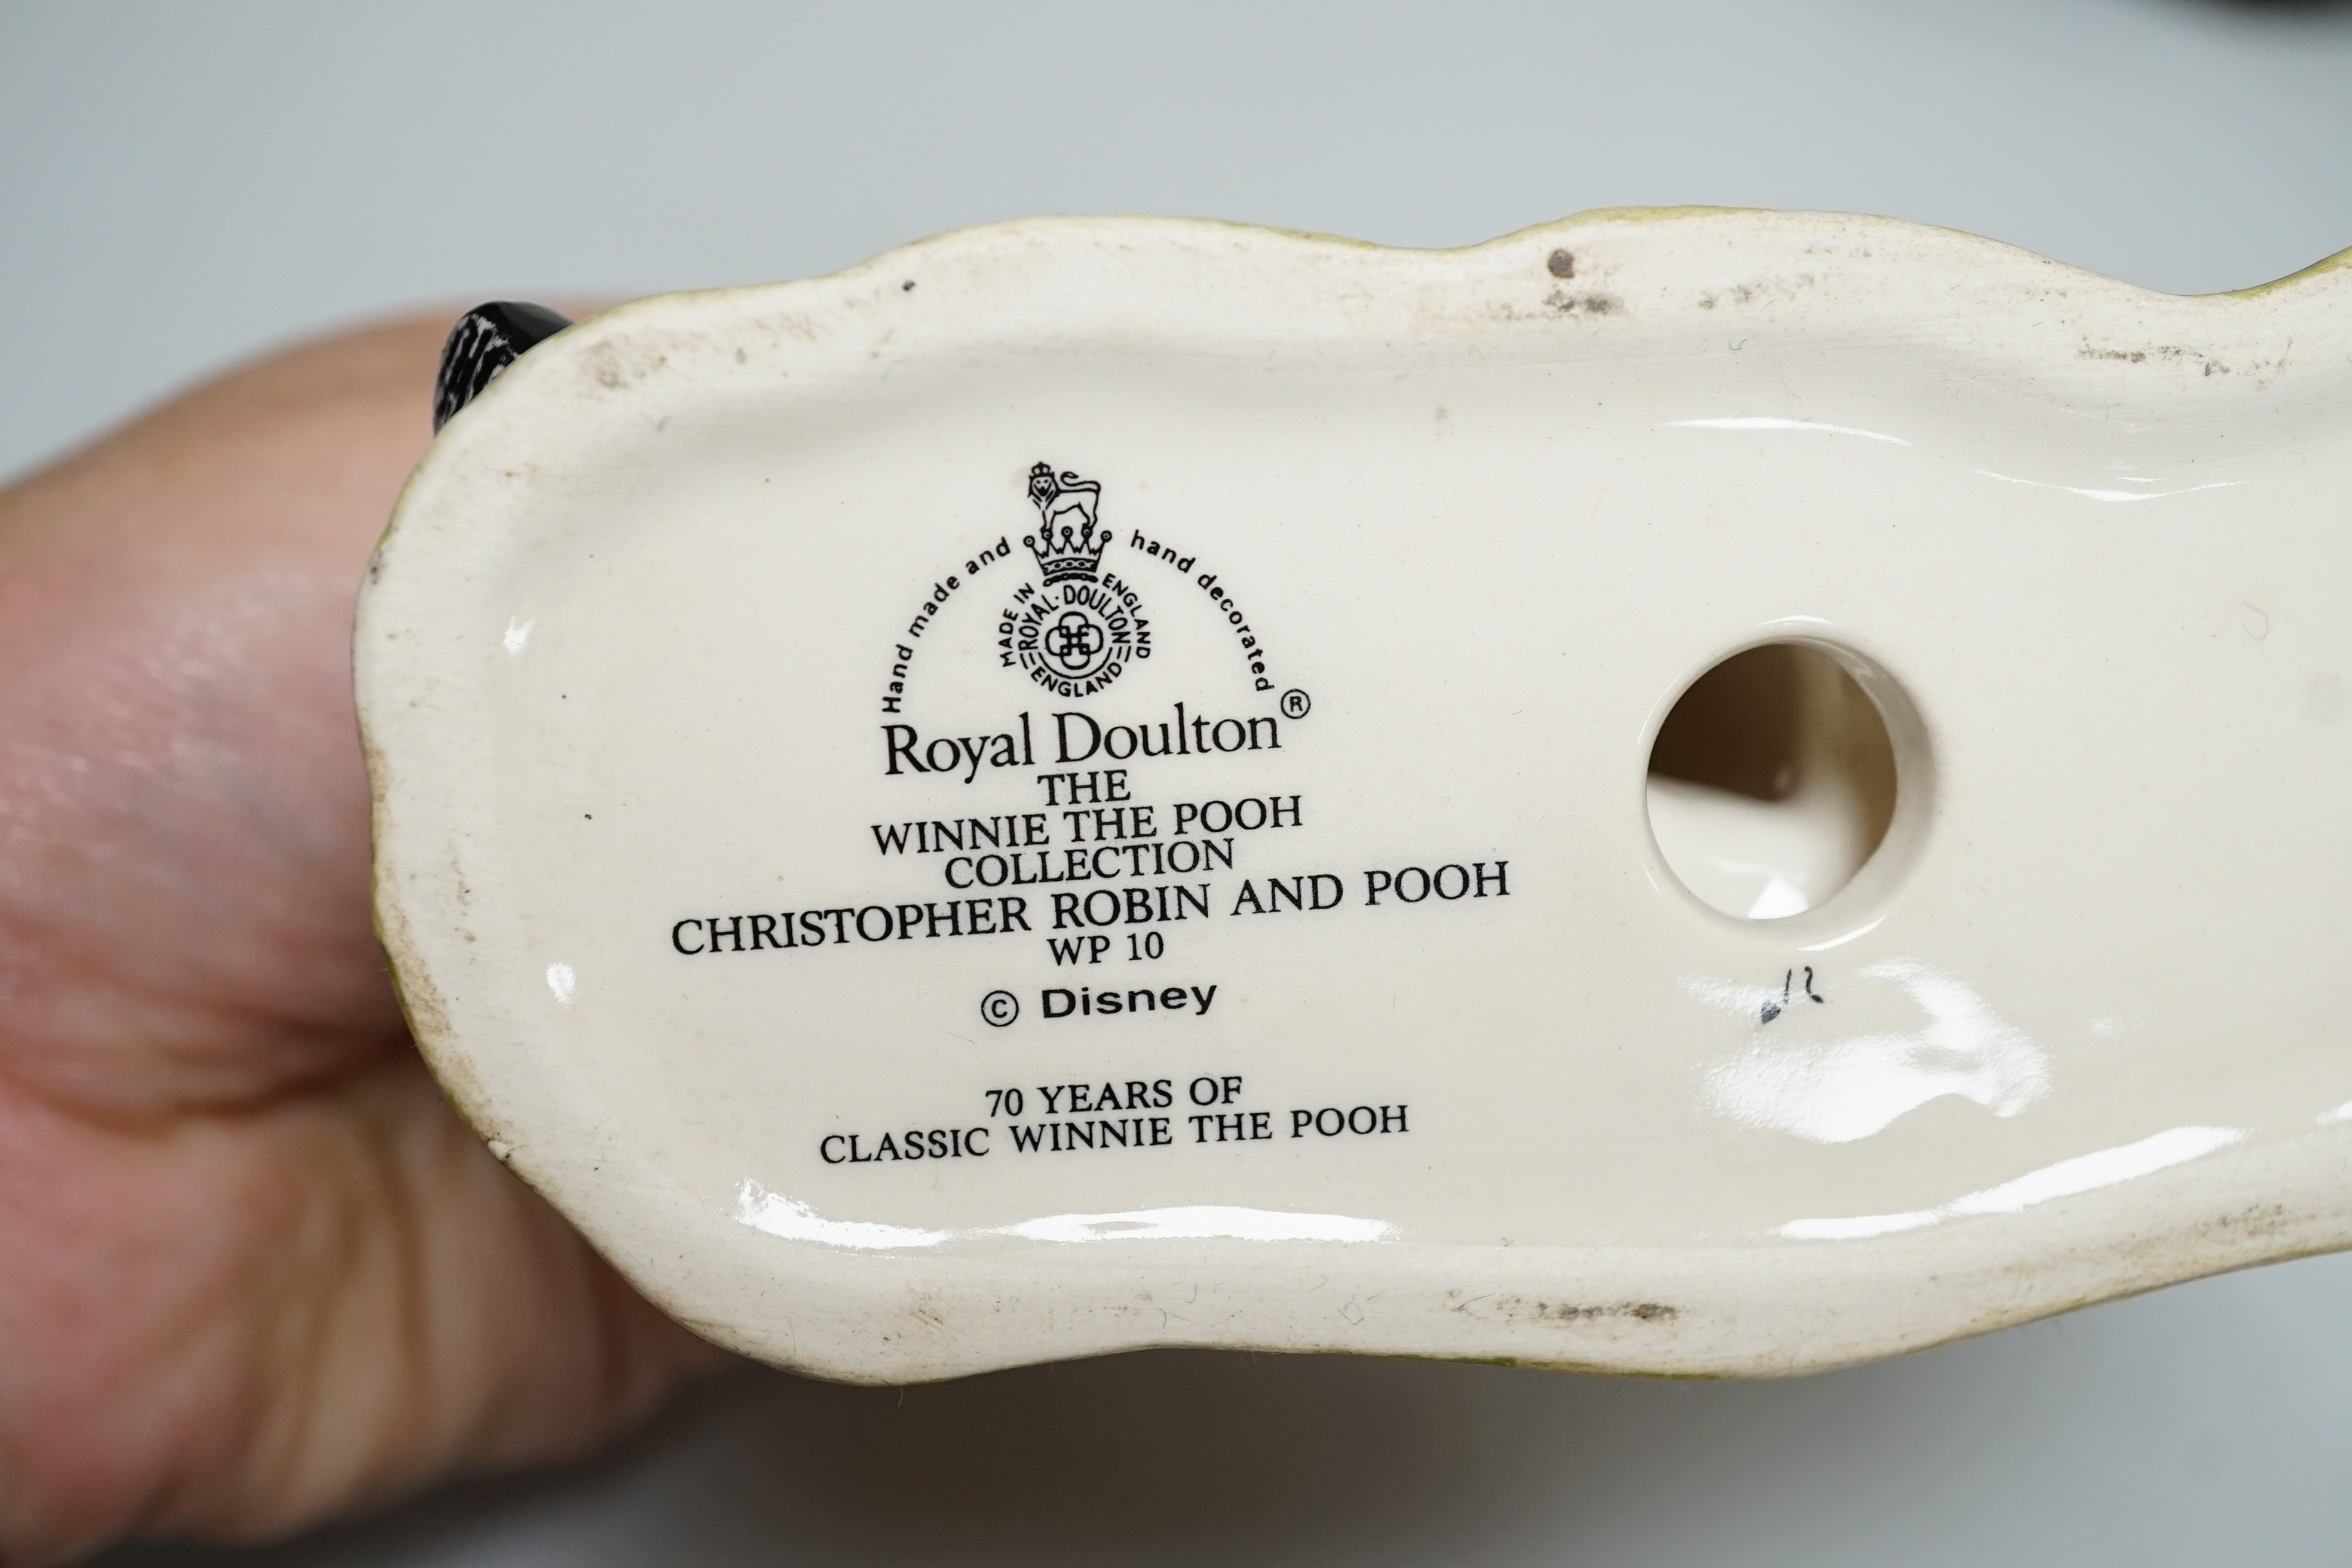 Hand made and hand decorated
MADE IN ENGLAND
ROYAL·DOULTON
ENGLAND
Royal Doulton®
THE
WINNIE THE POOH
COLLECTION
CHRISTOPHER ROBIN AND POOH
WP 10
© Disney
70 YEARS OF
CLASSIC WINNIE THE POOH